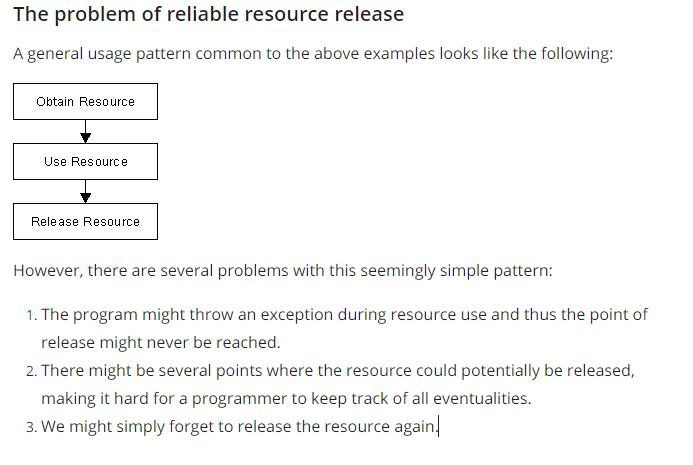 The problem of reliable resource release
A general usage pattern common to the above examples looks like the following:
Obtain Resource
Use Resource
Release Resource
However, there are several problems with this seemingly simple pattern:
1. The program might throw an exception during resource use and thus the point of
release might never be reached.
2. There might be several points where the resource could potentially be released,
making it hard for a programmer to keep track of all eventualities.
3. We might simply forget to release the resource again.